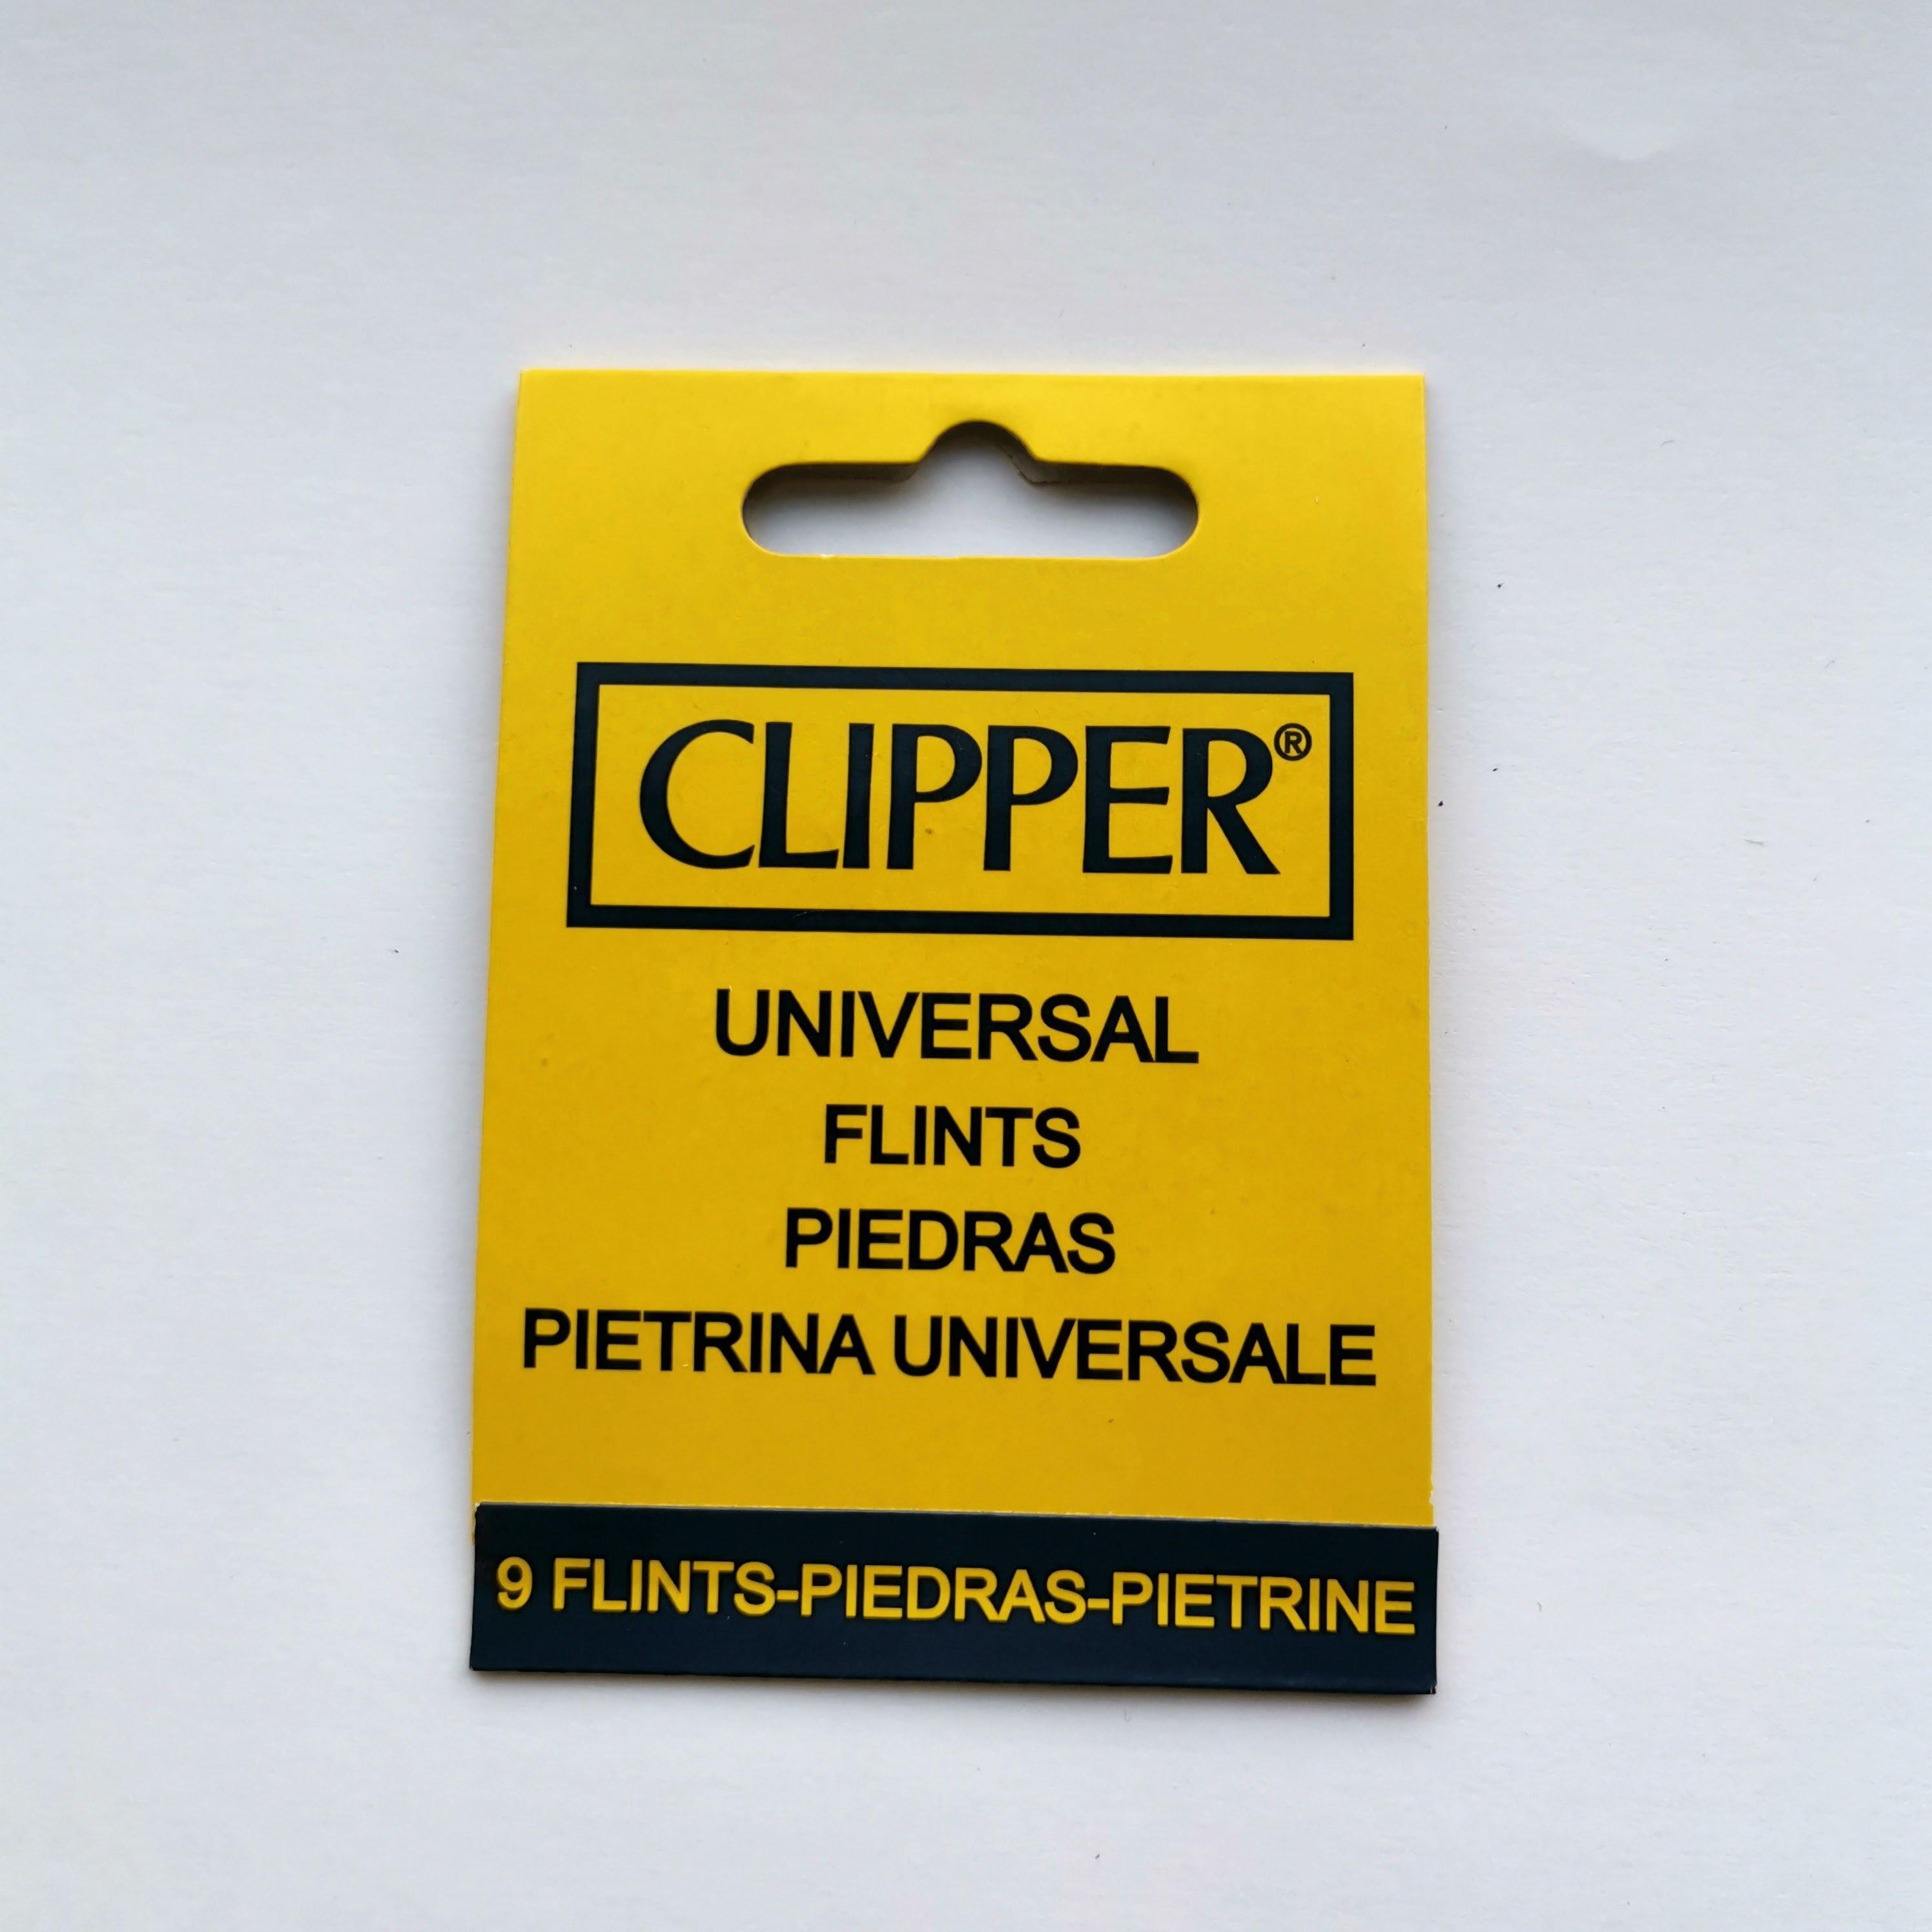 CLIPPER®
UNIVERSAL
FLINTS
PIEDRAS
PIETRINA UNIVERSALE
9 FLINTS-PIEDRAS-PIETRINE